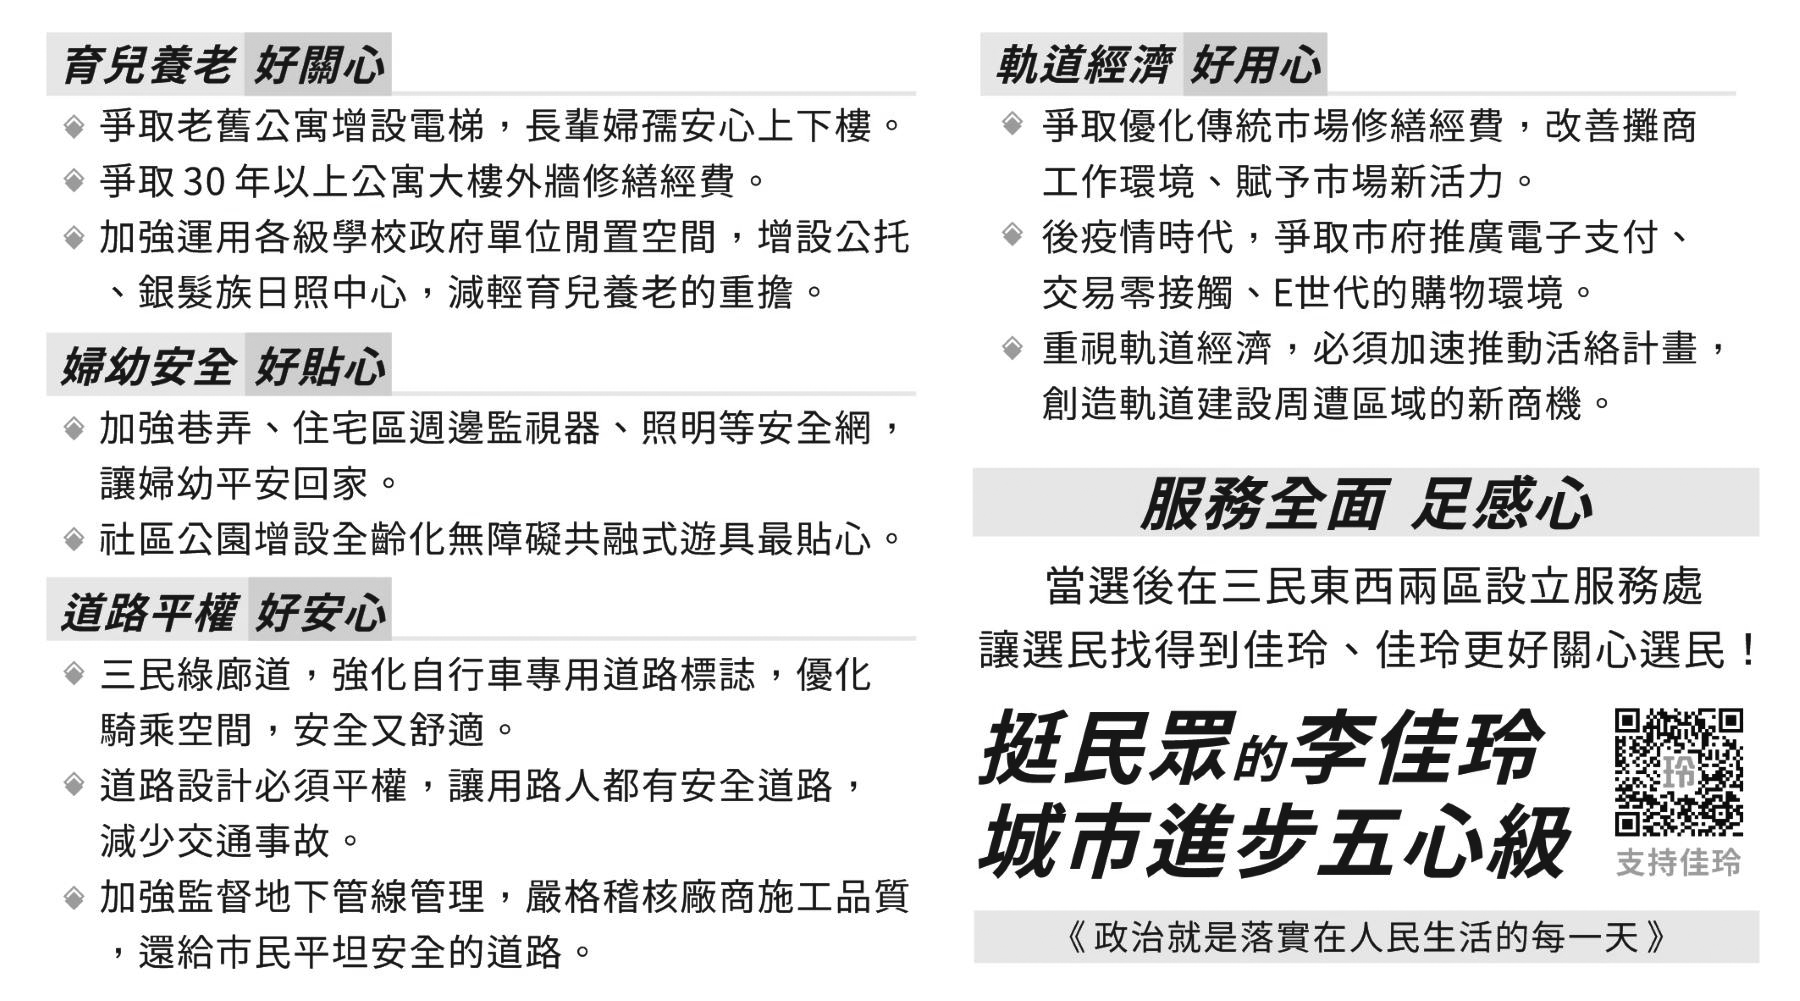 育兒養老 好關心
爭取老舊公寓增設電梯，長輩婦孺安心上下樓。
爭取30年以上公寓大樓外牆修繕經費。
加強運用各級學校政府單位閒置空間，增設公托
、銀髮族日照中心，減輕育兒養老的重擔。
婦幼安全 好貼心
加強巷弄、住宅區週邊監視器、照明等安全網，
讓婦幼平安回家。
社區公園增設全齡化無障礙共融式遊具最貼心。
道路平權 好安心
三民綠廊道，強化自行車專用道路標誌，優化
騎乘空間，安全又舒適。
道路設計必須平權，讓用路人都有安全道路，
減少交通事故。
加強監督地下管線管理，嚴格稽核廠商施工品質
，還給市民平坦安全的道路。
軌道經濟 好用心
爭取優化傳統市場修繕經費，改善攤商
工作環境、賦予市場新活力。
後疫情時代，爭取市府推廣電子支付、
交易零接觸、E世代的購物環境。
重視軌道經濟，必須加速推動活絡計畫，
創造軌道建設周遭區域的新商機。
服務全面 足感心
當選後在三民東西兩區設立服務處
讓選民找得到佳玲、佳玲更好關心選民！
挺民眾的李佳玲
城市進步五心級
玲
支持佳玲
《政治就是落實在人民生活的每一天》